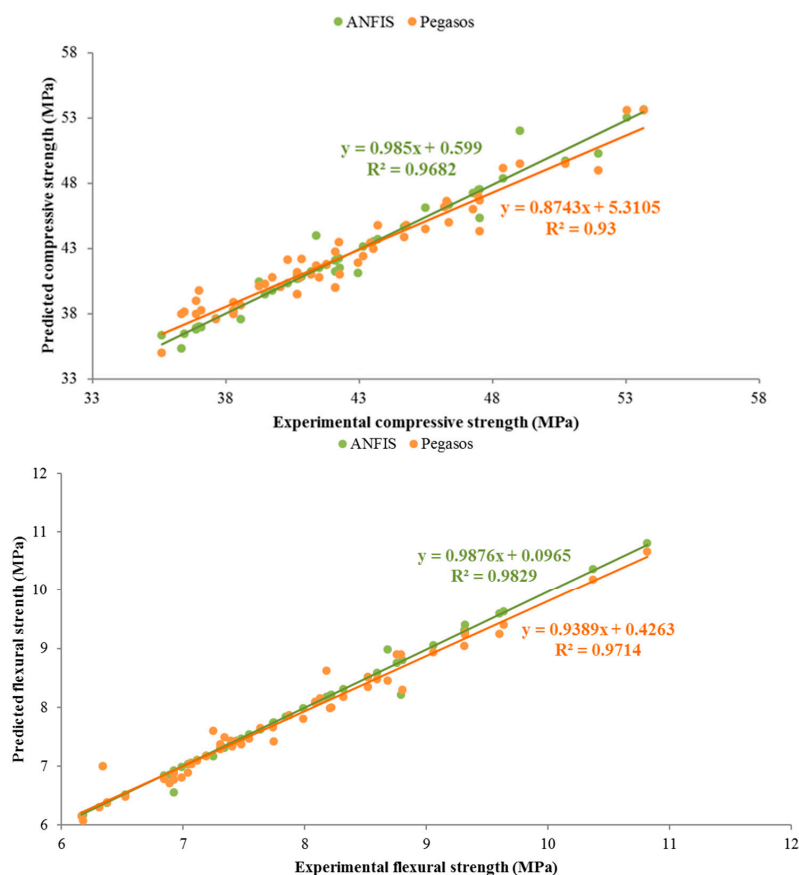 ANFIS Pegasos
58
53
48
43
38
33
Predicted compressive strength (MPa)
y = 0.985x + 0.599
R² = 0.9682
y = 0.8743x + 5.3105
R² = 0.93
33 38 43 48 53 58
Experimental compressive strength (MPa)
ANFIS Pegasos
12
11
10
9
8
7
6
Predicted flexural strenth (MPa)
y = 0.9876x + 0.0965
R² = 0.9829
y = 0.9389x + 0.4263
R² = 0.9714
6 7 8 9 10 11 12
Experimental flexural strength (MPa)